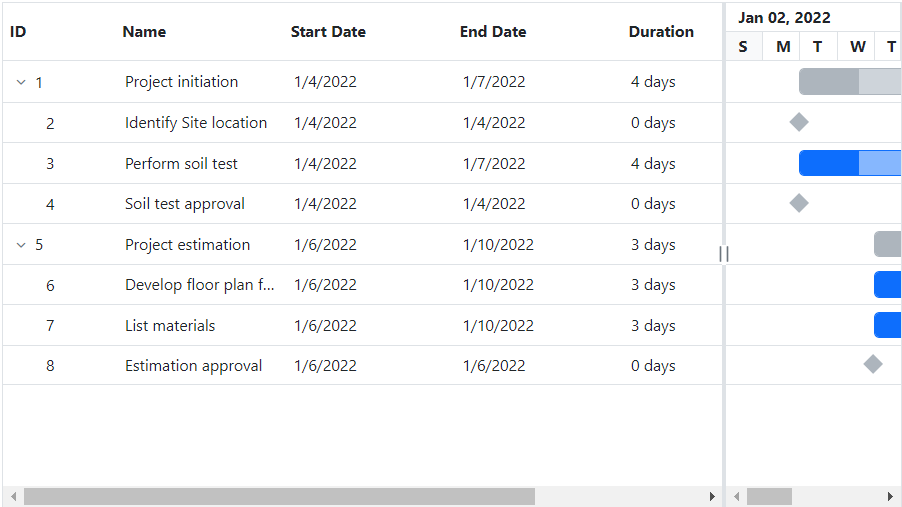 ID Name Start Date End Date Duration Jan 02, 2022
S M T W T
1 Project initiation 1/4/2022 1/7/2022 4 days
2 Identify Site location 1/4/2022 1/4/2022 0 days
3 Perform soil test 1/4/2022 1/7/2022 4 days
4 Soil test approval 1/4/2022 1/4/2022 0 days
5 Project estimation 1/6/2022 1/10/2022 3 days
6 Develop floor plan f... 1/6/2022 1/10/2022 3 days
7 List materials 1/6/2022 1/10/2022 3 days
8 Estimation approval 1/6/2022 1/6/2022 0 days